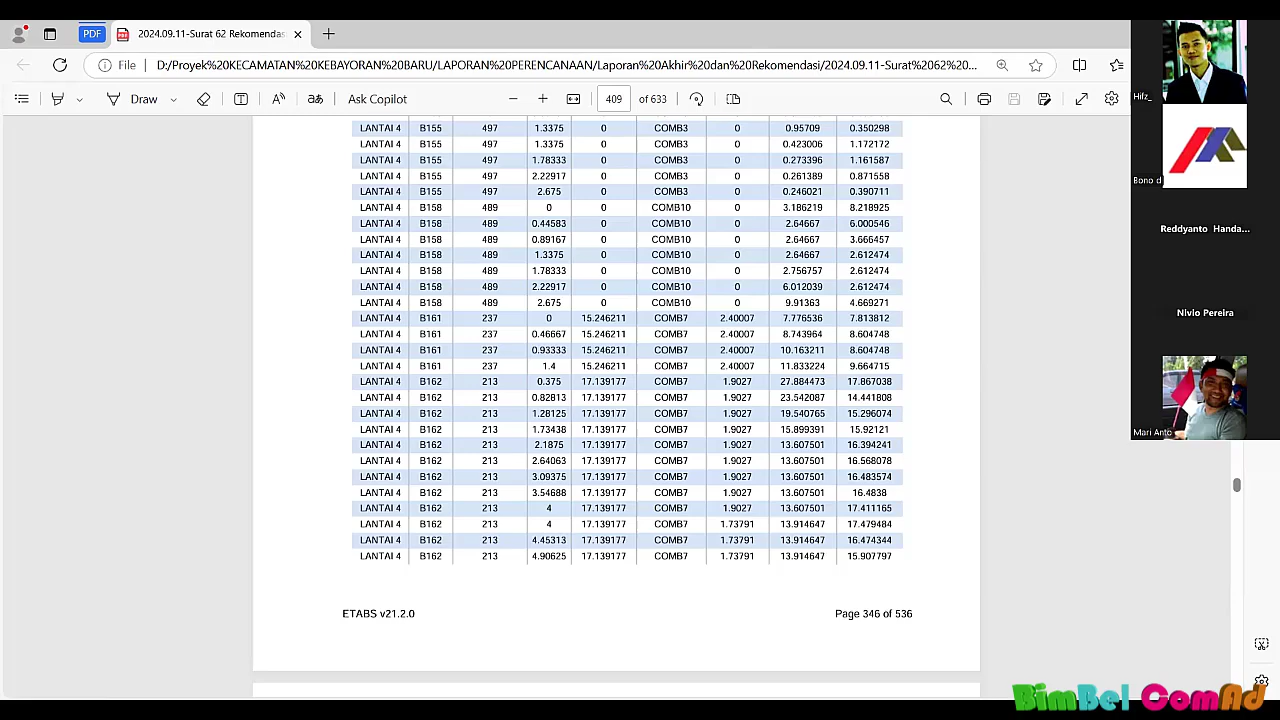 PDF 2024.09.11-Surat 62 Rekomendas
File D:/Proyek%20KECAMATAN%20KEBAYORAN%20BARU/LAPORAN%20PERENCANAAN/Laporan%20Akhir%20dan%20Rekomendasi/2024.09.11-Surat%2062%20...
Draw Ask Copilot 409 of 633
LANTAI 4 B155 497 1.3375 0 COMB3 0 0.95709 0.350298
LANTAI 4 B155 497 1.3375 0 COMB3 0 0.423006 1.172172
LANTAI 4 B155 497 1.78333 0 COMB3 0 0.273396 1.161587
LANTAI 4 B155 497 2.22917 0 COMB3 0 0.261389 0.871558
LANTAI 4 B155 497 2.675 0 COMB3 0 0.246021 0.390711
LANTAI 4 B158 489 0 0 COMB10 0 3.186219 8.218925
LANTAI 4 B158 489 0.44583 0 COMB10 0 2.64667 6.000546
LANTAI 4 B158 489 0.89167 0 COMB10 0 2.64667 3.666457
LANTAI 4 B158 489 1.3375 0 COMB10 0 2.64667 2.612474
LANTAI 4 B158 489 1.78333 0 COMB10 0 2.756757 2.612474
LANTAI 4 B158 489 2.22917 0 COMB10 0 6.012039 2.612474
LANTAI 4 B158 489 2.675 0 COMB10 0 9.91363 4.669271
LANTAI 4 B161 237 0 15.246211 COMB7 2.40007 7.776536 7.813812
LANTAI 4 B161 237 0.46667 15.246211 COMB7 2.40007 8.743964 8.604748
LANTAI 4 B161 237 0.93333 15.246211 COMB7 2.40007 10.163211 8.604748
LANTAI 4 B161 237 1.4 15.246211 COMB7 2.40007 11.833224 9.664715
LANTAI 4 B162 213 0.375 17.139177 COMB7 1.9027 27.884473 17.867038
LANTAI 4 B162 213 0.82813 17.139177 COMB7 1.9027 23.542087 14.441808
LANTAI 4 B162 213 1.28125 17.139177 COMB7 1.9027 19.540765 15.296074
LANTAI 4 B162 213 1.73438 17.139177 COMB7 1.9027 15.899391 15.92121
LANTAI 4 B162 213 2.1875 17.139177 COMB7 1.9027 13.607501 16.394241
LANTAI 4 B162 213 2.64063 17.139177 COMB7 1.9027 13.607501 16.568078
LANTAI 4 B162 213 3.09375 17.139177 COMB7 1.9027 13.607501 16.483574
LANTAI 4 B162 213 3.54688 17.139177 COMB7 1.9027 13.607501 16.4838
LANTAI 4 B162 213 4 17.139177 COMB7 1.9027 13.607501 17.411165
LANTAI 4 B162 213 4 17.139177 COMB7 1.73791 13.914647 17.479484
LANTAI 4 B162 213 4.45313 17.139177 COMB7 1.73791 13.914647 16.474344
LANTAI 4 B162 213 4.90625 17.139177 COMB7 1.73791 13.914647 15.907797
ETABS v21.2.0 Page 346 of 536
Hifz_
Bono d
Reddyanto Handa...
Nivio Pereira
Mari Anto
BimBel ComAd